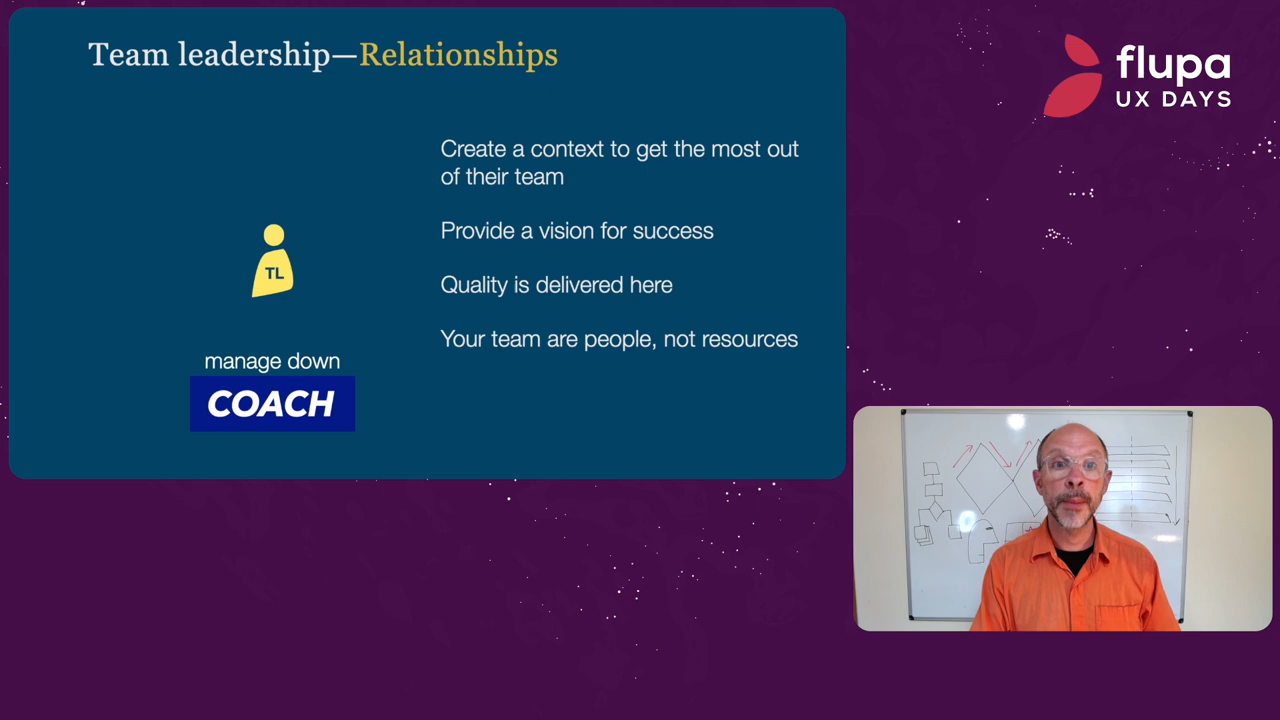 Team leadership—Relationships
flupa
UX DAYS
Create a context to get the most out
of their team
Provide a vision for success
TL
Quality is delivered here
Your team are people, not resources
manage down
COACH